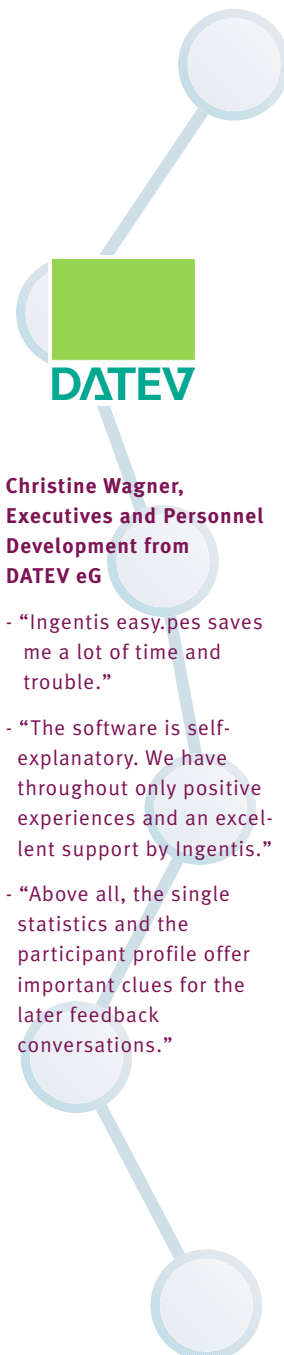 DATEV
Christine Wagner,
Executives and Personnel
Development from
DATEV eG
- “Ingentis easy.pes saves
me a lot of time and
trouble.”
- “The software is self-
explanatory. We have
throughout only positive
experiences and an excel-
lent support by Ingentis.”
- “Above all, the single
statistics and the
participant profile offer
important clues for the
later feedback
conversations.”